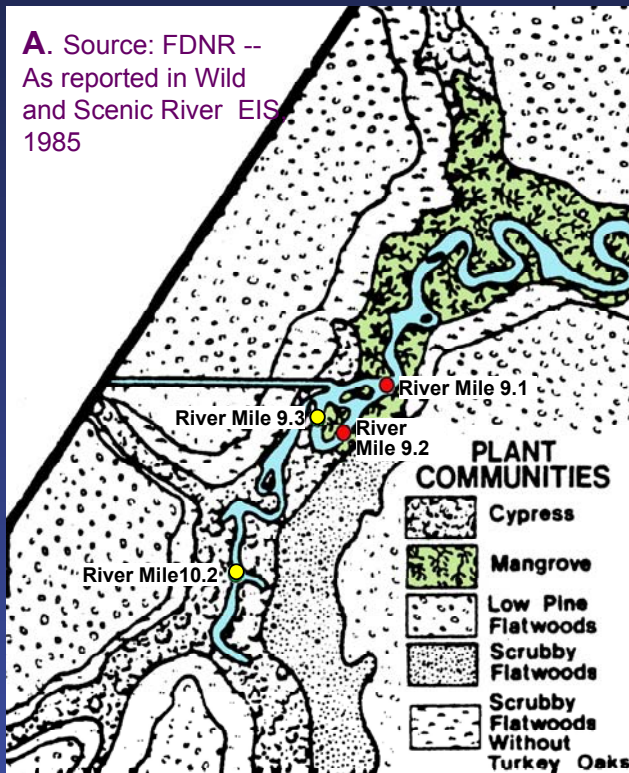 A. Source: FDNR --
As reported in Wild
and Scenic River EIS,
1985
River Mile 9.1
River Mile 9.3
River
Mile 9.2
River Mile10.2
PLANT
COMMUNITIES
Cypress
Mangrove
Low Pine
Flatwoods
Scrubby
Flatwoods
Scrubby
Flatwoods
Without
Turkey Oaks